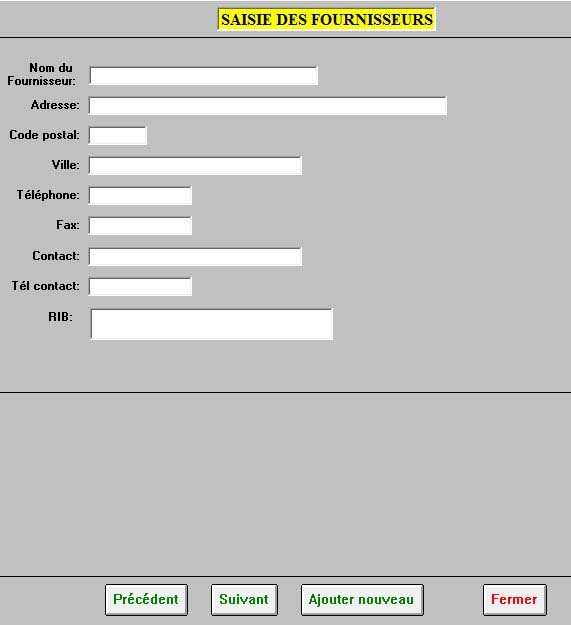 SAISIE DES FOURNISSEURS
Nom du
Fournisseur:
Adresse:
Code postal:
Ville:
Téléphone:
Fax:
Contact:
Tél contact:
RIB:
Précédent Suivant Ajouter nouveau Fermer